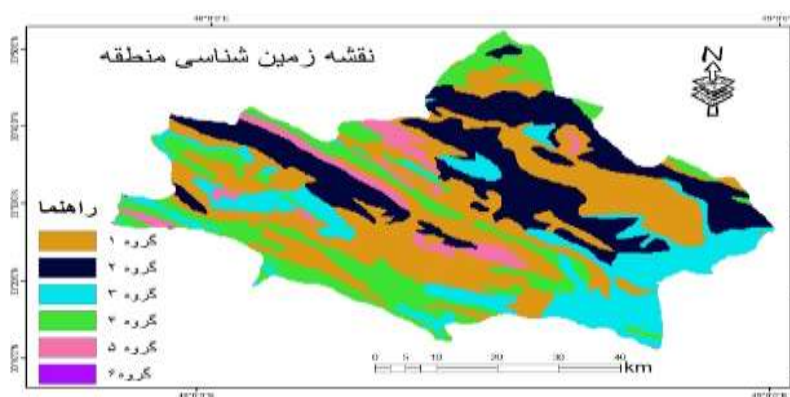 نقشه زمین شناسی منطقه
N
راهنما
گروه ۱
گروه ۲
گروه ۳
گروه ۴
گروه ۵
گروه ۶
0 5 10 20 30 40 km